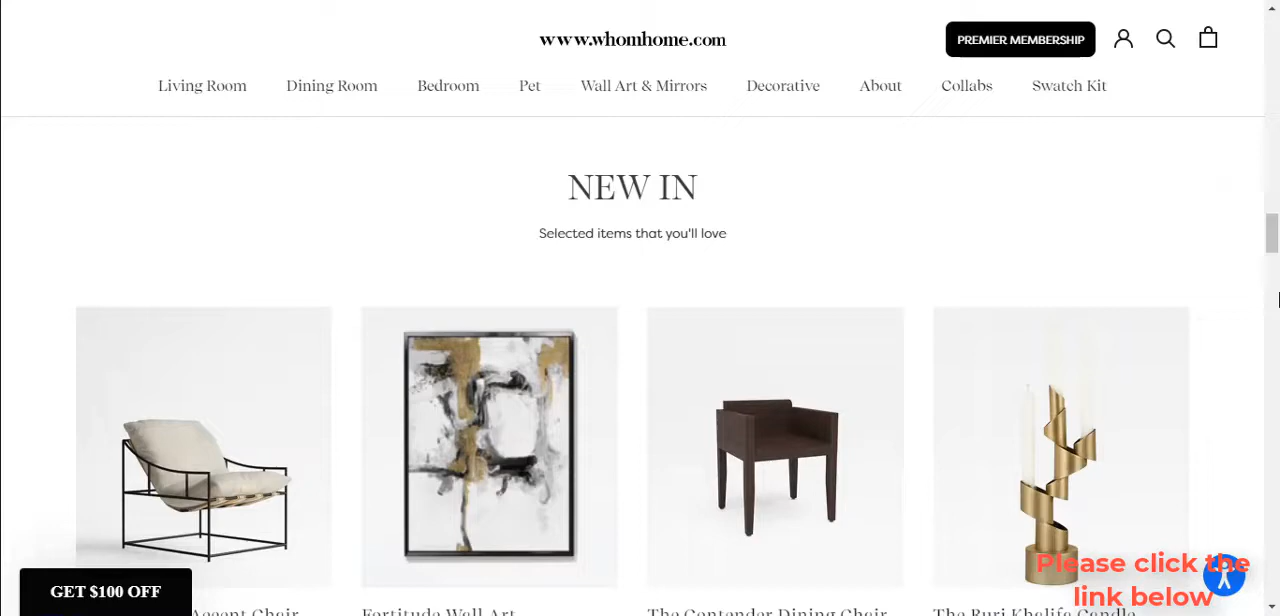 www.whomhome.com
PREMIER MEMBERSHIP
Living Room Dining Room Bedroom Pet Wall Art & Mirrors Decorative About Collabs Swatch Kit
NEW IN
Selected items that you'll love
GET $100 OFF
Accent Chair
Fortitude Wall Art
The Contender Dining Chair
The Burj Khalifa Candle
Please click the
link below